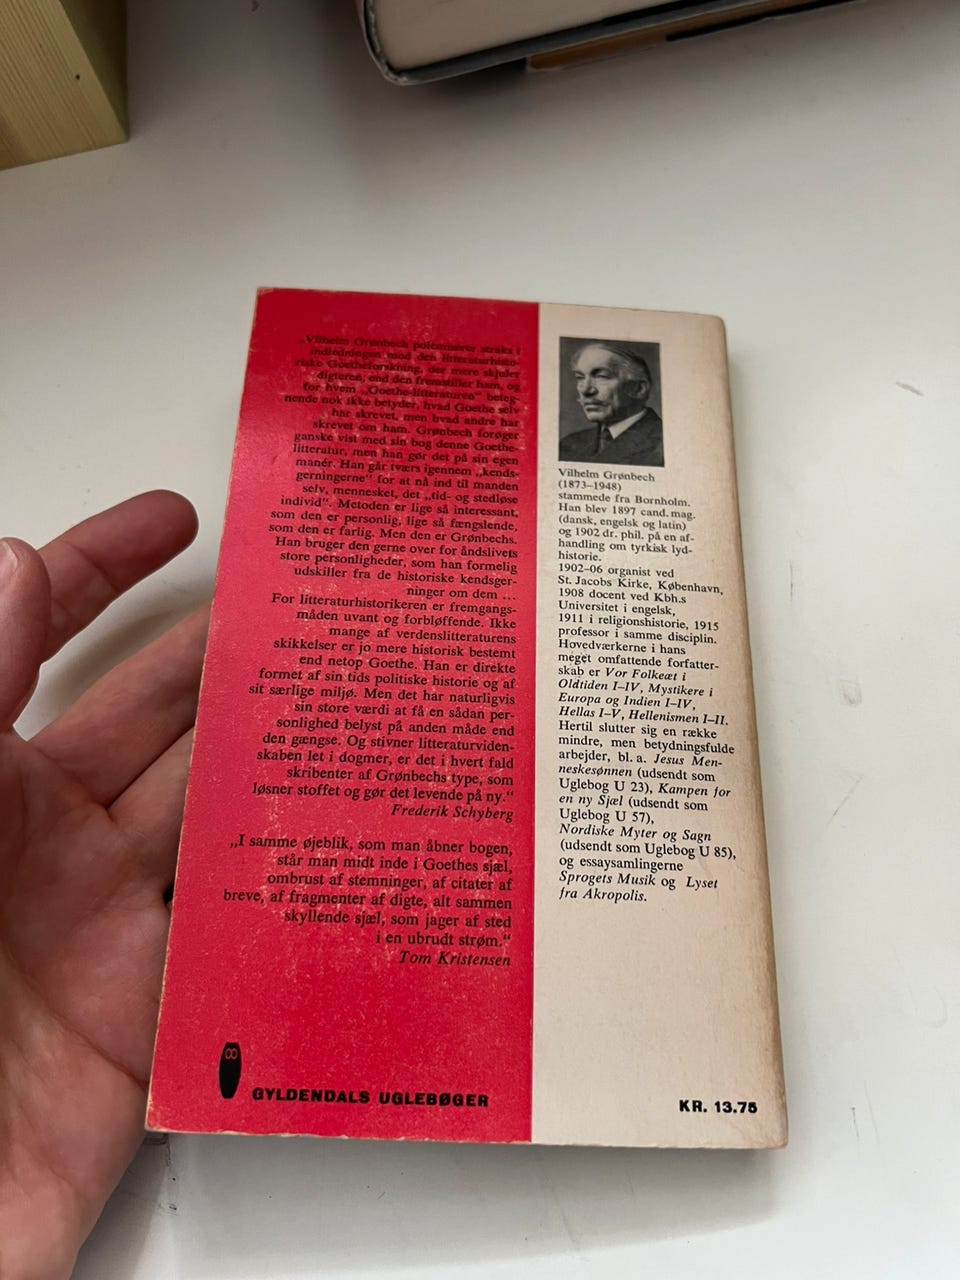 „Vilhelm Grønbech polemiserer straks i
indledningen mod den litteraturhisto-
riske Goetheforskning, der mere skjuler
digteren, end den fremstiller ham, og
for hvem „Goethe-litteraturen“ beteg-
nende nok ikke betyder, hvad Goethe selv
har skrevet, men hvad andre har
skrevet om ham. Grønbech forøger
ganske vist med sin bog denne Goethe-
litteratur, men han gør det på sin egen
manér. Han går tværs igennem „kends-
gerningerne“ for at nå ind til manden
selv, mennesket, det „tid- og stedløse
individ“. Metoden er lige så interessant,
som den er personlig, lige så fængslende,
som den er farlig. Men den er Grønbechs.
Han bruger den gerne over for åndslivets
store personligheder, som han formelig
udskiller fra de historiske kendsger-
ninger om dem ...
For litteraturhistorikeren er fremgangs-
måden uvant og forbløffende. Ikke
mange af verdenslitteraturens
skikkelser er jo mere historisk bestemt
end netop Goethe. Han er direkte
formet af sin tids politiske historie og af
sit særlige miljø. Men det har naturligvis
sin store værdi at få en sådan per-
sonlighed belyst på anden måde end
den gængse. Og stivner litteraturviden-
skaben let i dogmer, er det i hvert fald
skribenter af Grønbechs type, som
løsner stoffet og gør det levende på ny.“
Frederik Schyberg
„I samme øjeblik, som man åbner bogen,
står man midt inde i Goethes sjæl,
ombrust af stemninger, af citater af
breve, af fragmenter af digte, alt sammen
skyllende sjæl, som jager af sted
i en ubrudt strøm.“
Tom Kristensen
GYLDENDALS UGLEBØGER
Vilhelm Grønbech
(1873–1948)
stammede fra Bornholm.
Han blev 1897 cand. mag.
(dansk, engelsk og latin)
og 1902 dr. phil. på en af-
handling om tyrkisk lyd-
historie.
1902–06 organist ved
St. Jacobs Kirke, København,
1908 docent ved Kbh.s
Universitet i engelsk,
1911 i religionshistorie, 1915
professor i samme disciplin.
Hovedværkerne i hans
meget omfattende forfatter-
skab er Vor Folkeæt i
Oldtiden I–IV, Mystikere i
Europa og Indien I–IV,
Hellas I–V, Hellenismen I–II.
Hertil slutter sig en række
mindre, men betydningsfulde
arbejder, bl. a. Jesus Men-
neskesønnen (udsendt som
Uglebog U 23), Kampen for
en ny Sjæl (udsendt som
Uglebog U 57),
Nordiske Myter og Sagn
(udsendt som Uglebog U 85),
og essaysamlingerne
Sprogets Musik og Lyset
fra Akropolis.
KR. 13.75